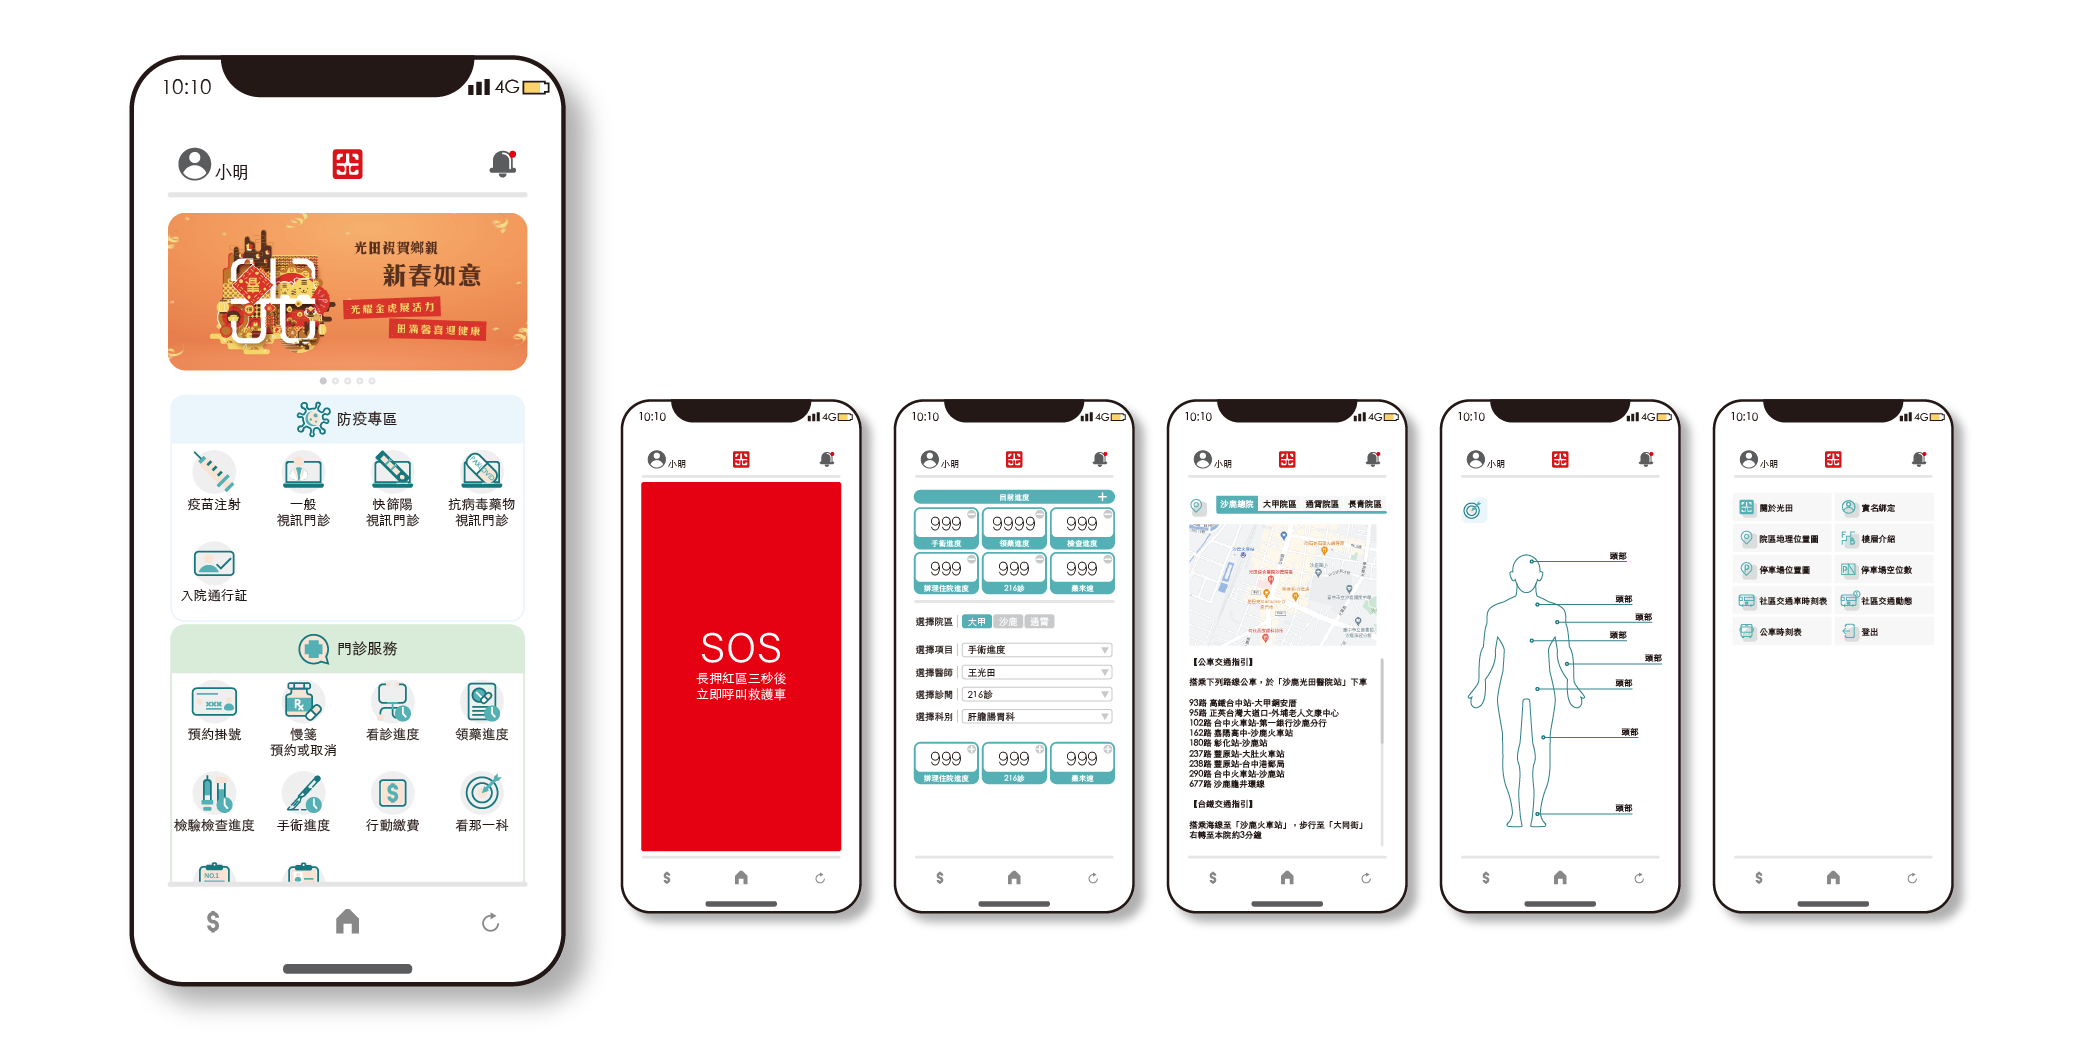 10:10
4G
小明
光田祝賀鄉親
新春如意
光耀金虎展活力
田滿馨喜迎健康
防疫專區
疫苗注射
一般
視訊門診
快篩陽
視訊門診
抗病毒藥物
視訊門診
PAXLOVID
入院通行証
門診服務
XXX
Rx
預約掛號
慢箋
預約或取消
看診進度
領藥進度
檢驗檢查進度
手術進度
行動繳費
看那一科
NO.1
10:10
4G
小明
SOS
長押紅區三秒後
立即呼叫救護車
10:10
4G
小明
目前進度
999
手術進度
9999
領藥進度
999
檢查進度
999
辦理住院進度
999
216診
999
藥來速
選擇院區
大甲
沙鹿
通霄
選擇項目
手術進度
選擇醫師
王光田
選擇診間
216診
選擇科別
肝膽腸胃科
999
辦理住院進度
999
216診
999
藥來速
10:10
4G
小明
沙鹿總院
大甲院區
通霄院區
長青院區
【公車交通指引】
搭乘下列路線公車，於「沙鹿光田醫院站」下車
93路 高鐵台中站-大甲銅安厝
95路 正英台灣大道口-外埔老人文康中心
102路 台中火車站-第一銀行沙鹿分行
162路 嘉陽高中-沙鹿火車站
180路 彰化站-沙鹿站
237路 豐原站-大肚火車站
238路 豐原站-台中港郵局
290路 台中火車站-沙鹿站
677路 沙鹿龍井環線
【台鐵交通指引】
搭乘海線至「沙鹿火車站」，步行至「大同街」
右轉至本院約3分鐘
10:10
4G
小明
頭部
頭部
頭部
頭部
頭部
頭部
頭部
頭部
10:10
4G
小明
關於光田
實名綁定
院區地理位置圖
樓層介紹
停車場位置圖
停車場空位數
社區交通車時刻表
社區交通動態
公車時刻表
登出